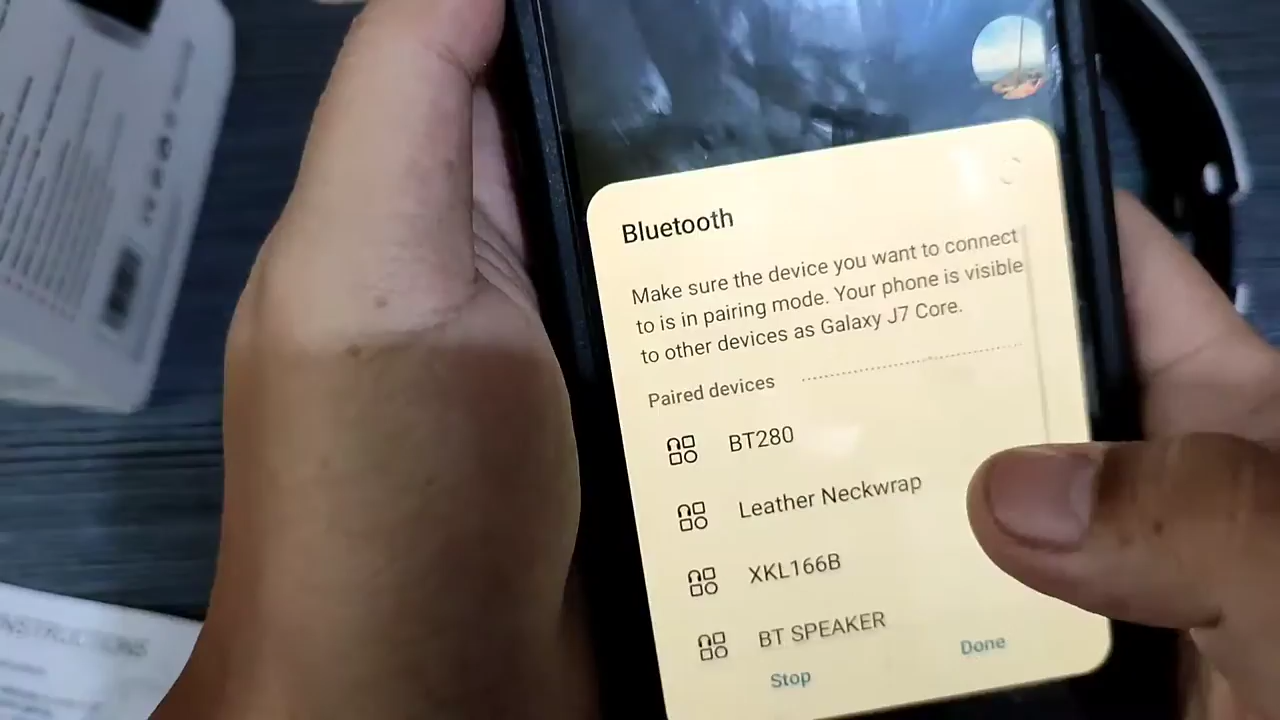 Bluetooth
Make sure the device you want to connect
to is in pairing mode. Your phone is visible
to other devices as Galaxy J7 Core.
Paired devices
BT280
Leather Neckwrap
XKL166B
BT SPEAKER
Stop
Done